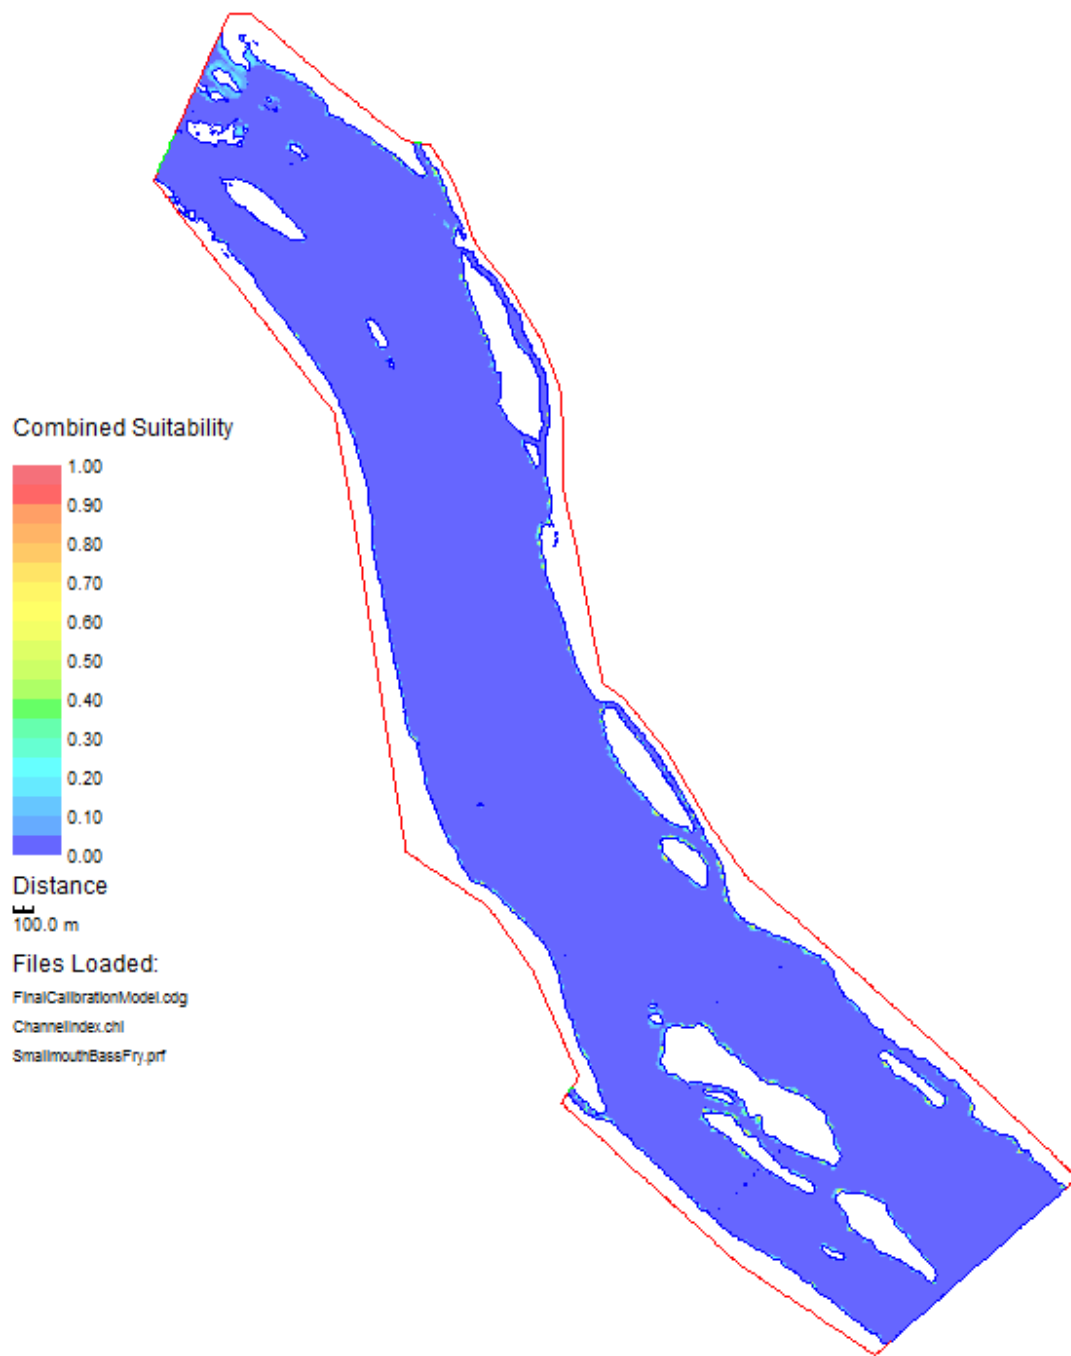 Combined Suitability
1.00
0.90
0.80
0.70
0.60
0.50
0.40
0.30
0.20
0.10
0.00
Distance
100.0 m
Files Loaded:
FinalCalibrationModel.cdg
ChannelIndex.chi
SmallmouthBassFry.prf